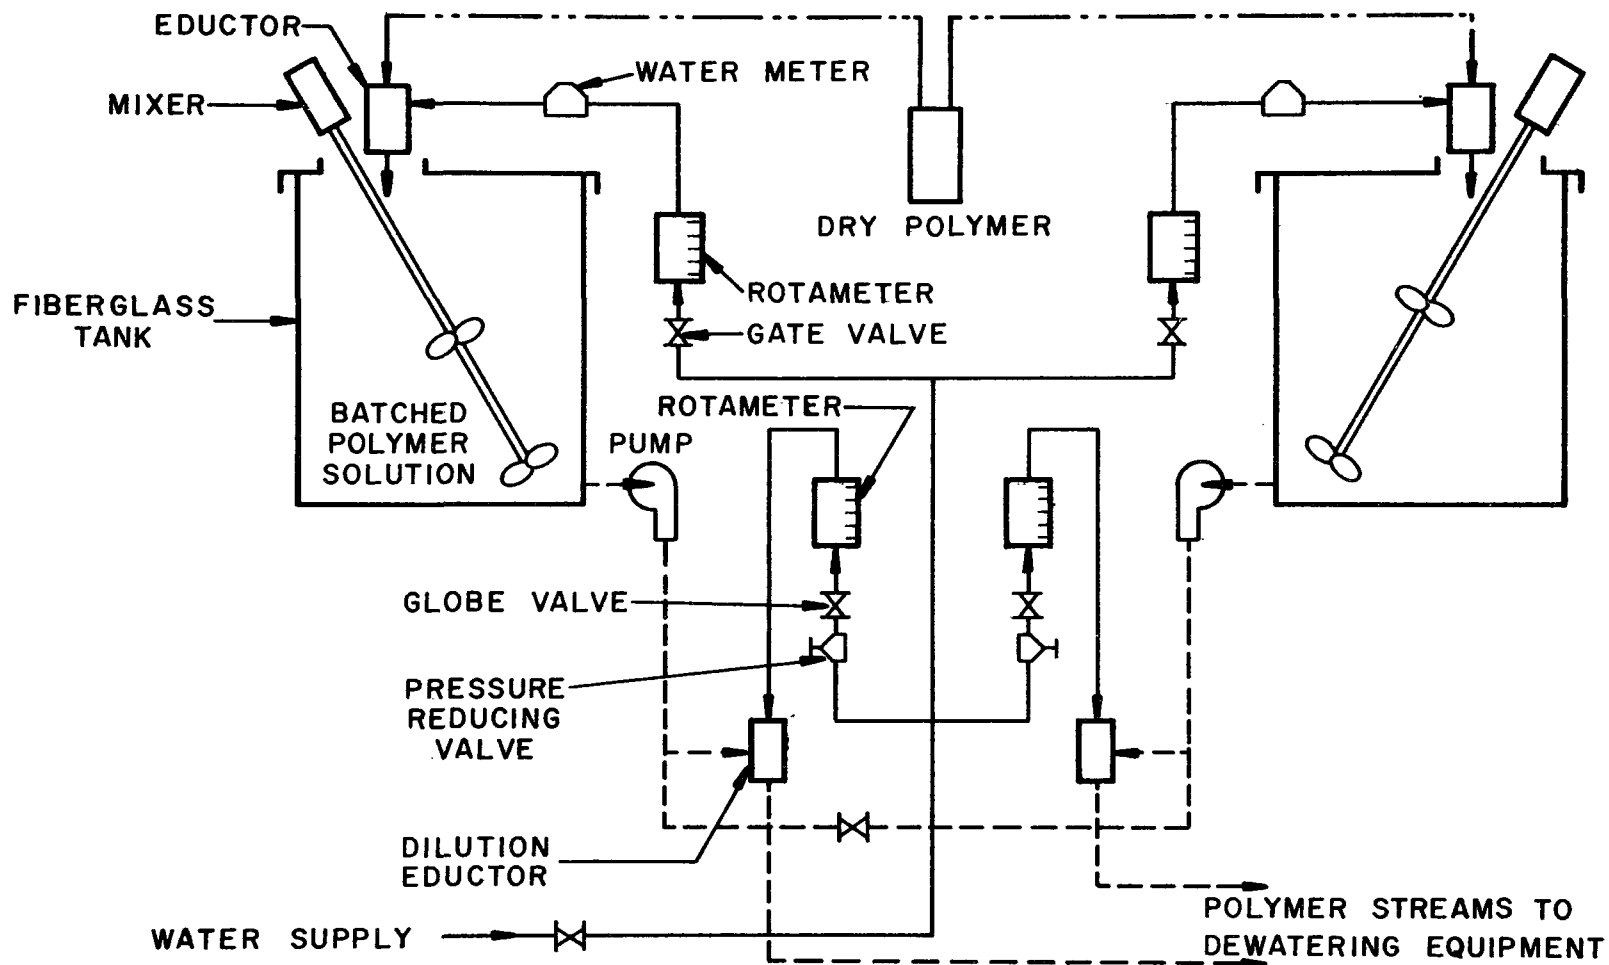 EDUCTOR
WATER METER
MIXER
DRY POLYMER
ROTAMETER
FIBERGLASS
TANK
GATE VALVE
BATCHED
POLYMER
SOLUTION
ROTAMETER
PUMP
GLOBE VALVE
PRESSURE
REDUCING
VALVE
DILUTION
EDUCTOR
POLYMER STREAMS TO
DEWATERING EQUIPMENT
WATER SUPPLY